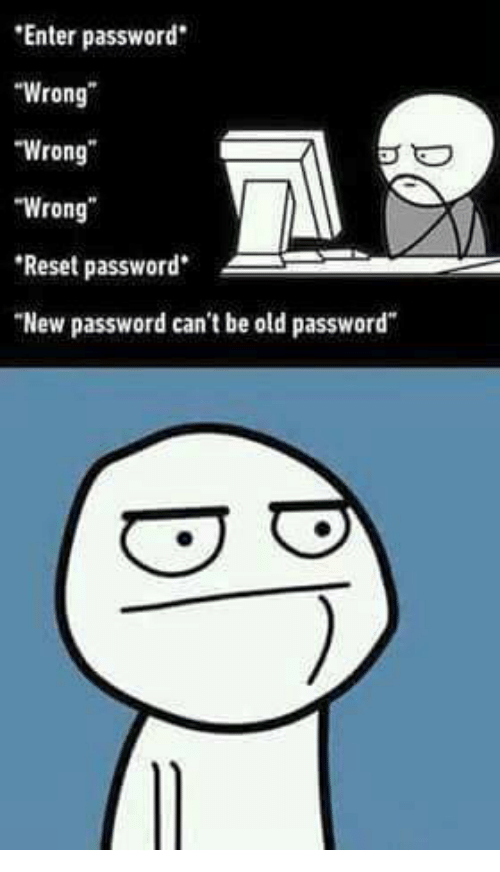 *Enter password*
"Wrong"
"Wrong"
"Wrong"
*Reset password*
"New password can't be old password"